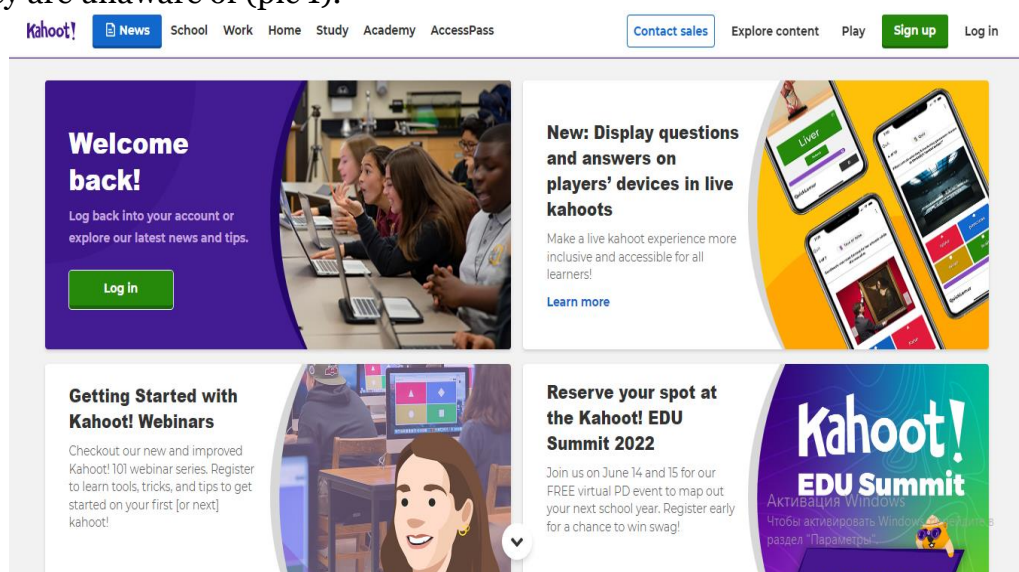 y are unaware of (pic 1).
Kahoot! News School Work Home Study Academy AccessPass Contact sales Explore content Play Sign up Log in
Welcome
back!
Log back into your account or
explore our latest news and tips.
Log in
New: Display questions
and answers on
players' devices in live
kahoots
Make a live kahoot experience more
inclusive and accessible for all
learners!
Learn more
Liver
Getting Started with
Kahoot! Webinars
Checkout our new and improved
Kahoot! 101 webinar series. Register
to learn tools, tricks, and tips to get
started on your first [or next]
kahoot!
Reserve your spot at
the Kahoot! EDU
Summit 2022
Join us on June 14 and 15 for our
FREE virtual PD event to map out
your next school year. Register early
for a chance to win swag!
Kahoot!
EDU Summit
Активация Windows
Чтобы активировать Windows,
раздел "Параметры".